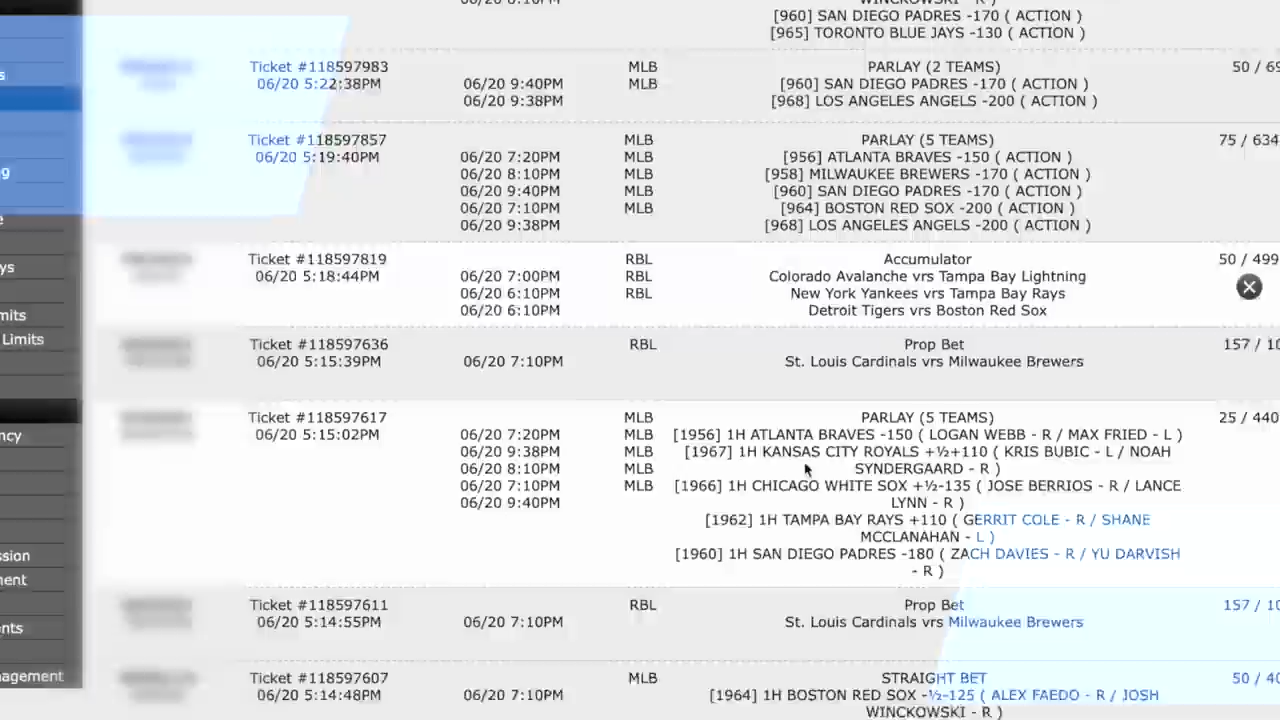 [960] SAN DIEGO PADRES -170 ( ACTION )
[965] TORONTO BLUE JAYS -130 ( ACTION )
s
Ticket #118597983 MLB PARLAY (2 TEAMS) 50 / 69
06/20 5:22:38PM 06/20 9:40PM MLB [960] SAN DIEGO PADRES -170 ( ACTION )
06/20 9:38PM [968] LOS ANGELES ANGELS -200 ( ACTION )
Ticket #118597857 MLB PARLAY (5 TEAMS) 75 / 634
06/20 5:19:40PM 06/20 7:20PM MLB [956] ATLANTA BRAVES -150 ( ACTION )
g 06/20 8:10PM MLB [958] MILWAUKEE BREWERS -170 ( ACTION )
06/20 9:40PM MLB [960] SAN DIEGO PADRES -170 ( ACTION )
e 06/20 7:10PM MLB [964] BOSTON RED SOX -200 ( ACTION )
06/20 9:38PM [968] LOS ANGELES ANGELS -200 ( ACTION )
ys Ticket #118597819 RBL Accumulator 50 / 499
06/20 5:18:44PM 06/20 7:00PM RBL Colorado Avalanche vrs Tampa Bay Lightning
06/20 6:10PM RBL New York Yankees vrs Tampa Bay Rays
mits 06/20 6:10PM Detroit Tigers vrs Boston Red Sox
Limits Ticket #118597636 RBL Prop Bet 157 / 10
06/20 5:15:39PM 06/20 7:10PM St. Louis Cardinals vrs Milwaukee Brewers
Ticket #118597617 MLB PARLAY (5 TEAMS) 25 / 440
ncy 06/20 5:15:02PM 06/20 7:20PM MLB [1956] 1H ATLANTA BRAVES -150 ( LOGAN WEBB - R / MAX FRIED - L )
06/20 9:38PM MLB [1967] 1H KANSAS CITY ROYALS +½+110 ( KRIS BUBIC - L / NOAH
06/20 8:10PM MLB SYNDERGAARD - R )
06/20 7:10PM MLB [1966] 1H CHICAGO WHITE SOX +½-135 ( JOSE BERRIOS - R / LANCE
06/20 9:40PM LYNN - R )
[1962] 1H TAMPA BAY RAYS +110 ( GERRIT COLE - R / SHANE
MCCLANAHAN - L )
ssion [1960] 1H SAN DIEGO PADRES -180 ( ZACH DAVIES - R / YU DARVISH
ment - R )
Ticket #118597611 RBL Prop Bet 157 / 10
nts 06/20 5:14:55PM 06/20 7:10PM St. Louis Cardinals vrs Milwaukee Brewers
agement Ticket #118597607 MLB STRAIGHT BET 50 / 40
06/20 5:14:48PM 06/20 7:10PM [1964] 1H BOSTON RED SOX -½-125 ( ALEX FAEDO - R / JOSH
WINCKOWSKI - R )